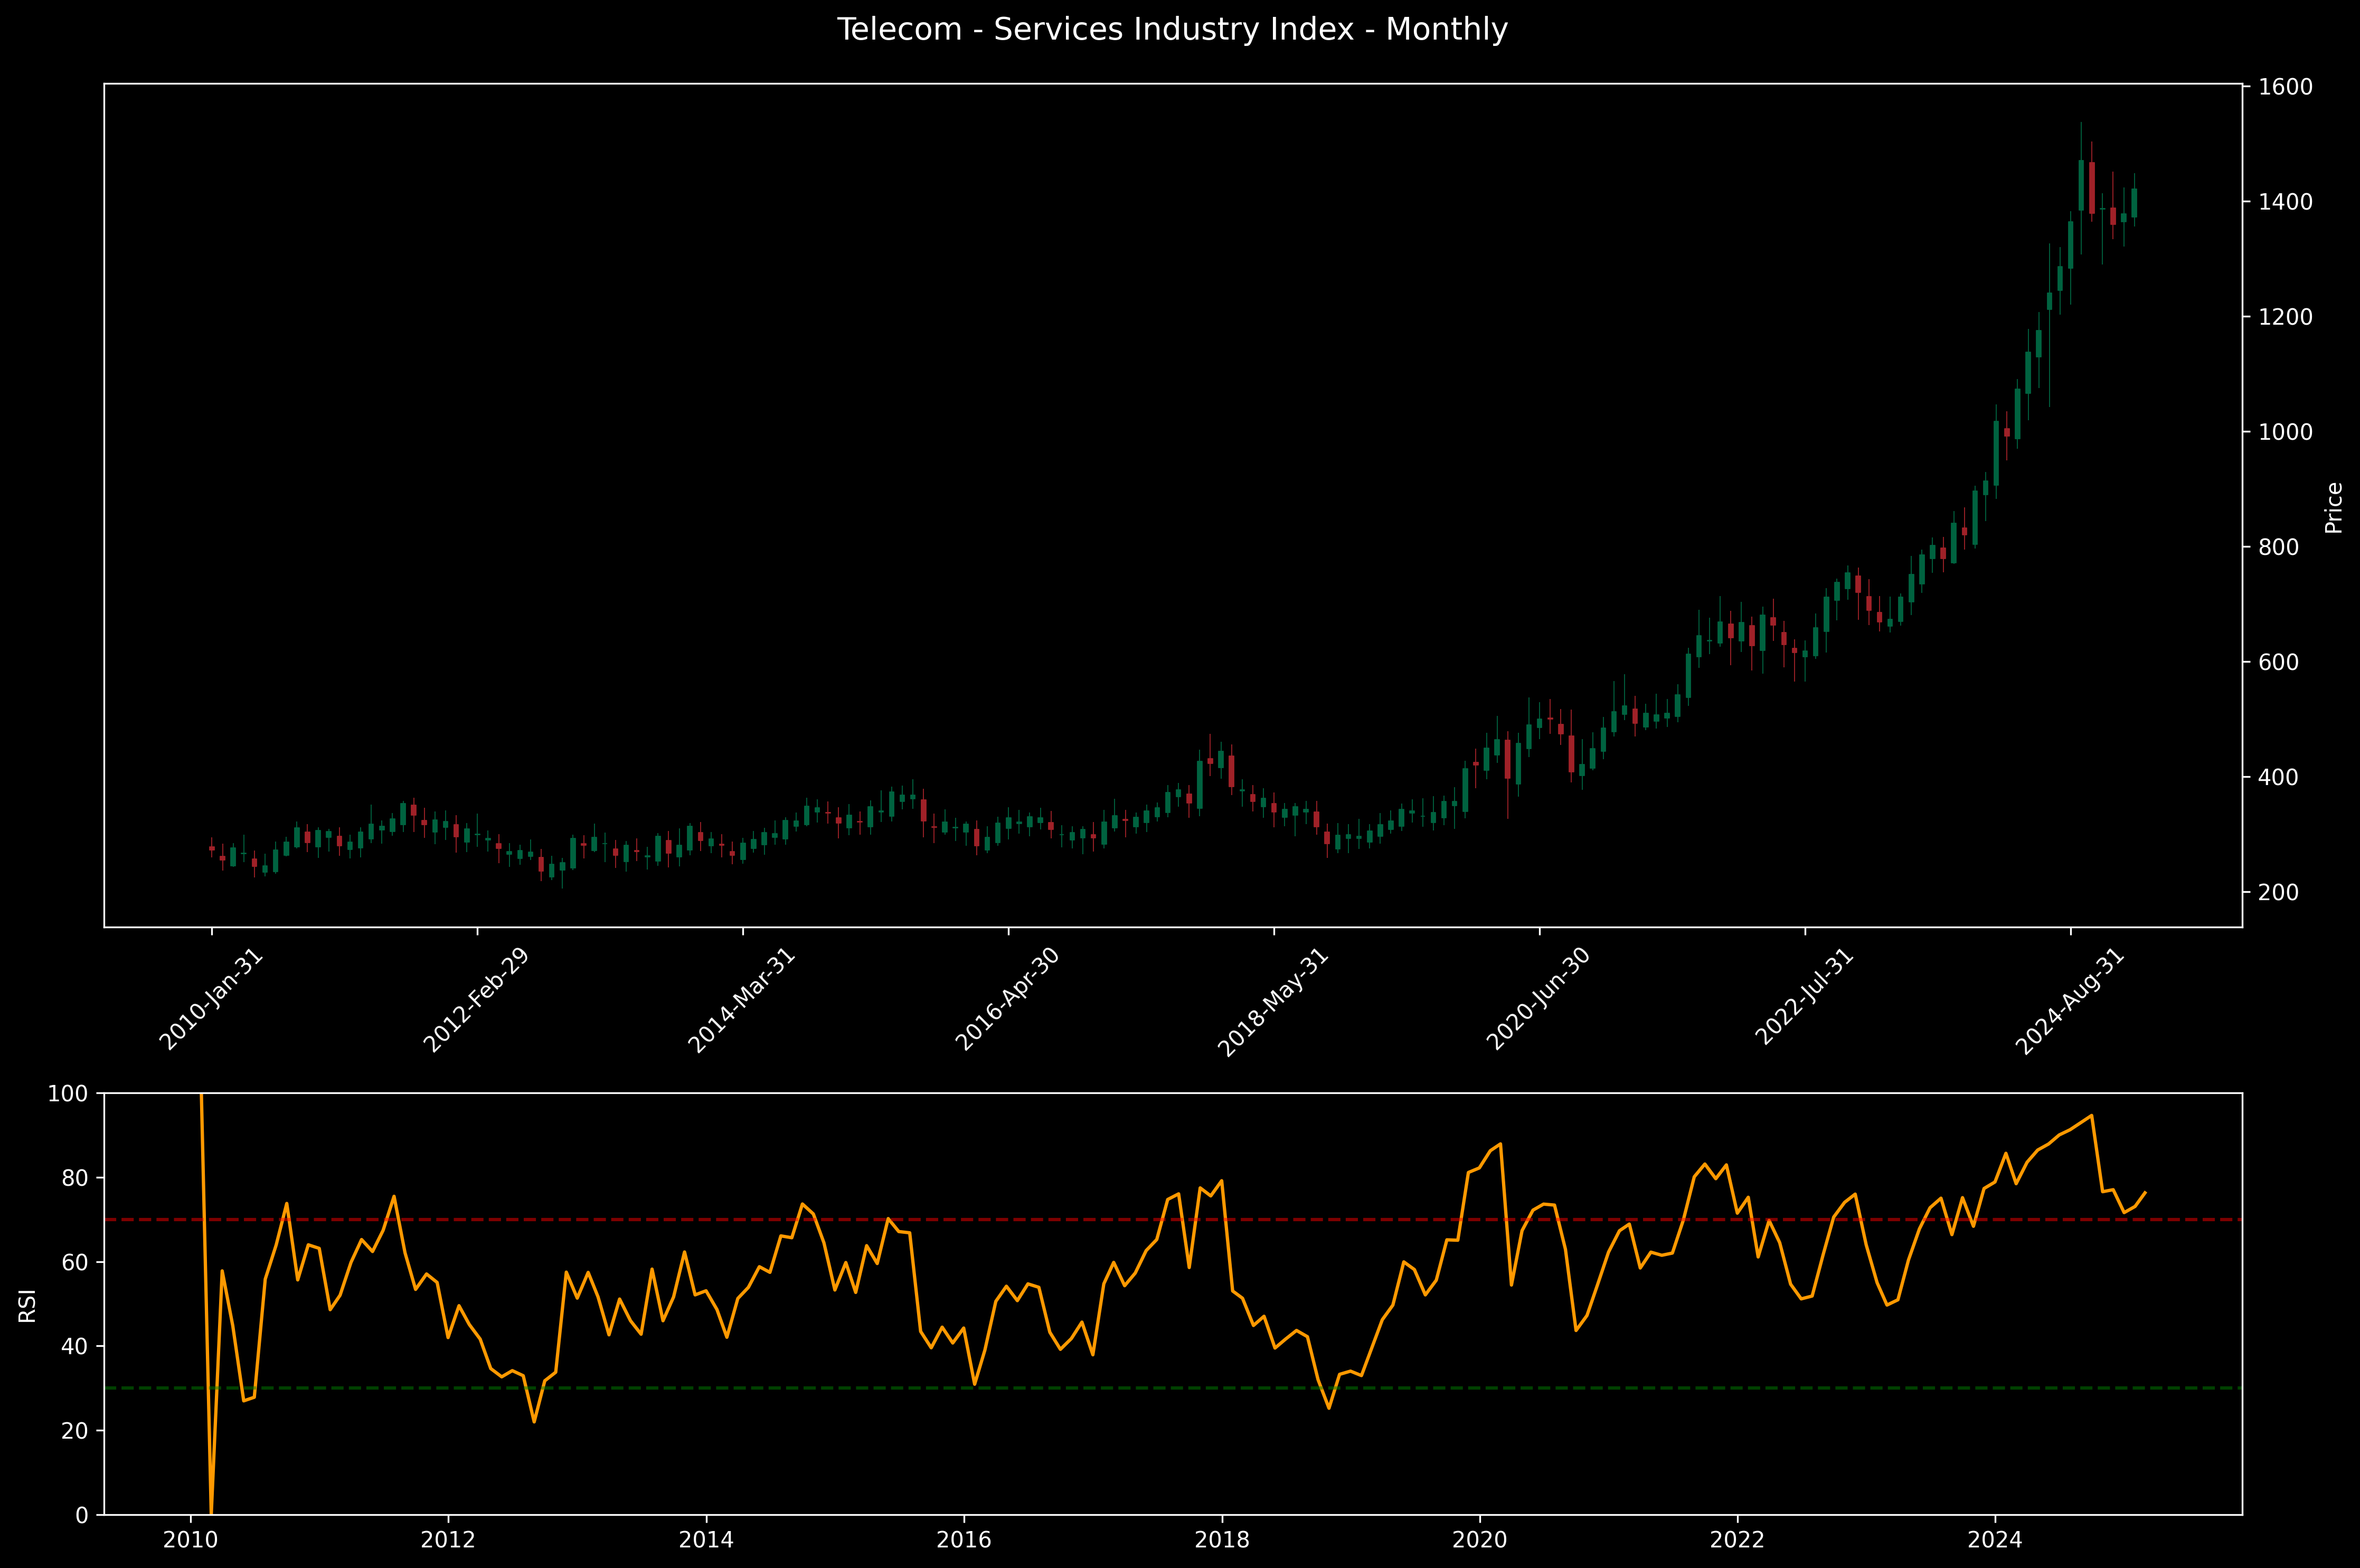 Telecom - Services Industry Index - Monthly
1600
1400
1200
1000
800
600
400
200
Price
2010-Jan-31
2012-Feb-29
2014-Mar-31
2016-Apr-30
2018-May-31
2020-Jun-30
2022-Jul-31
2024-Aug-31
100
80
60
40
20
0
RSI
2010
2012
2014
2016
2018
2020
2022
2024